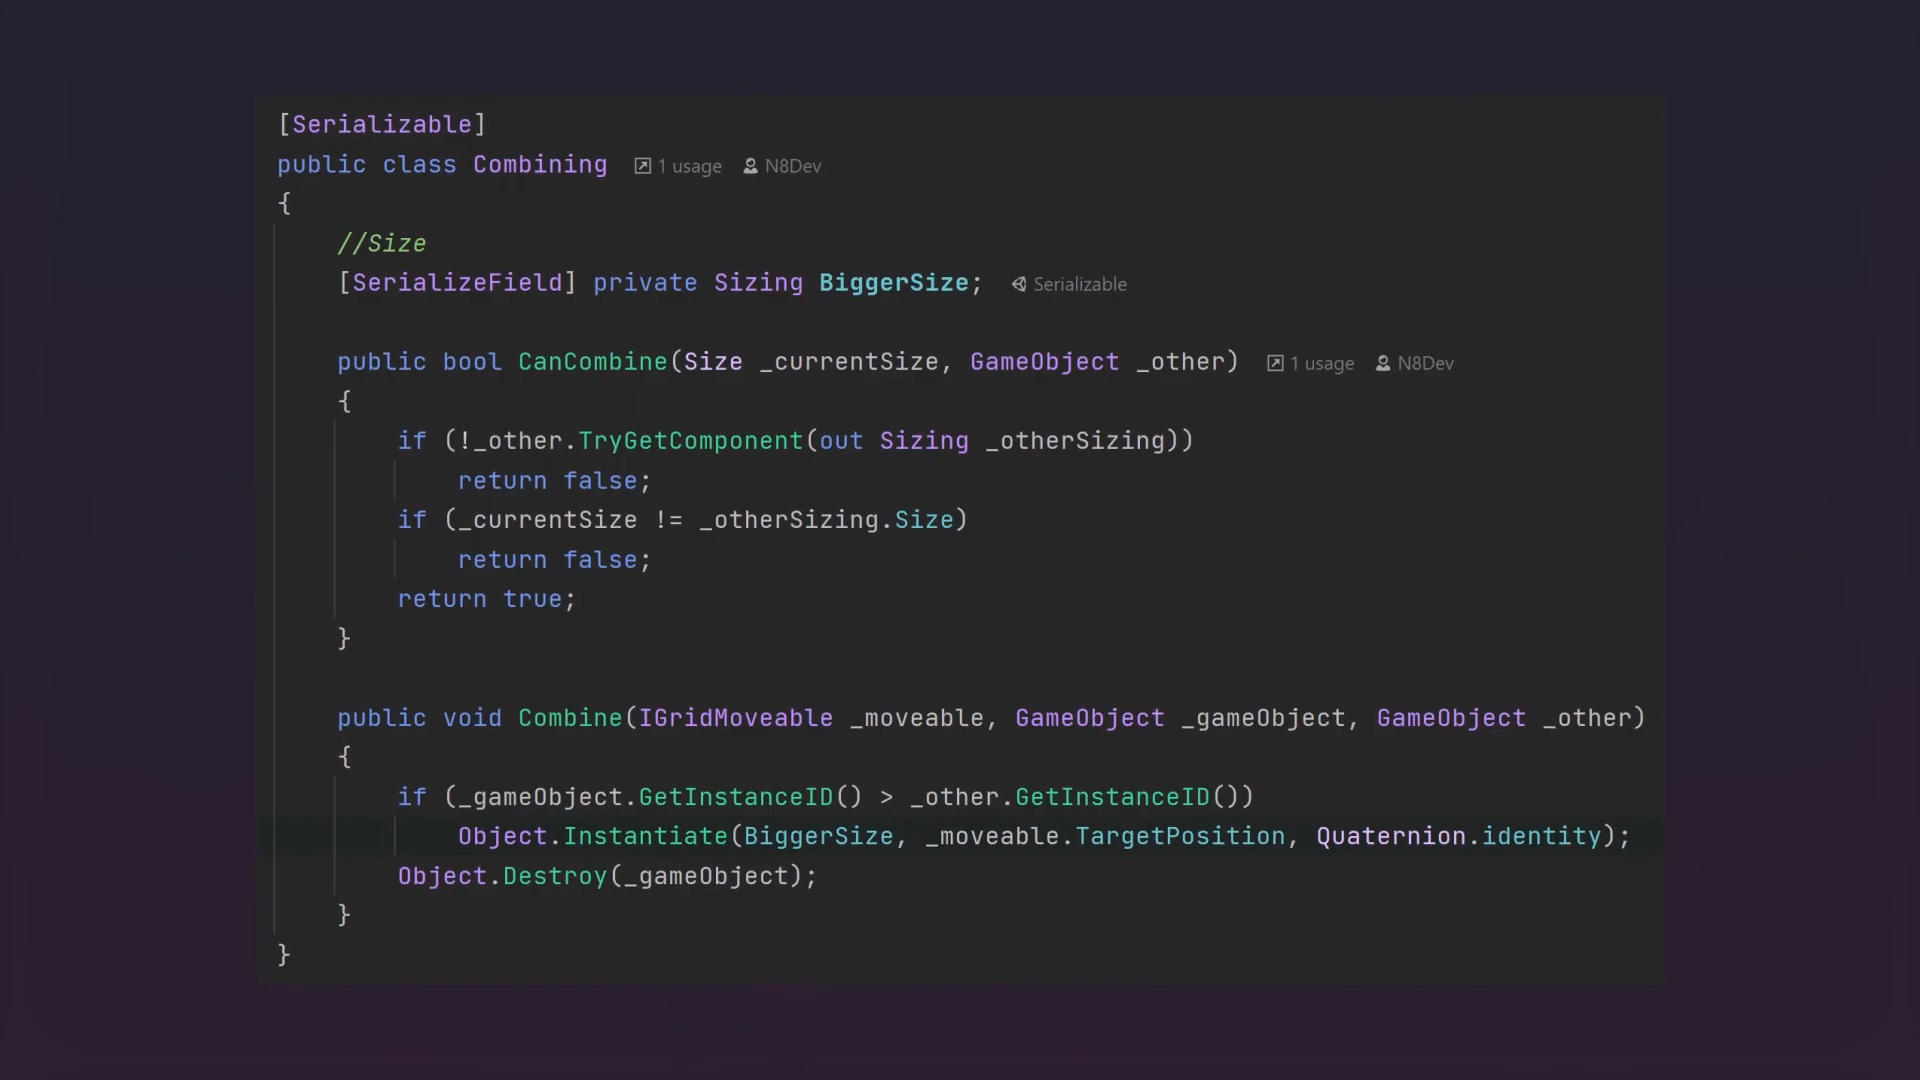 [Serializable]
public class Combining 1 usage N8Dev
{
//Size
[SerializeField] private Sizing BiggerSize; Serializable
public bool CanCombine(Size _currentSize, GameObject _other) 1 usage N8Dev
{
if (!_other.TryGetComponent(out Sizing _otherSizing))
return false;
if (_currentSize != _otherSizing.Size)
return false;
return true;
}
public void Combine(IGridMoveable _moveable, GameObject _gameObject, GameObject _other)
{
if (_gameObject.GetInstanceID() > _other.GetInstanceID())
Object.Instantiate(BiggerSize, _moveable.TargetPosition, Quaternion.identity);
Object.Destroy(_gameObject);
}
}